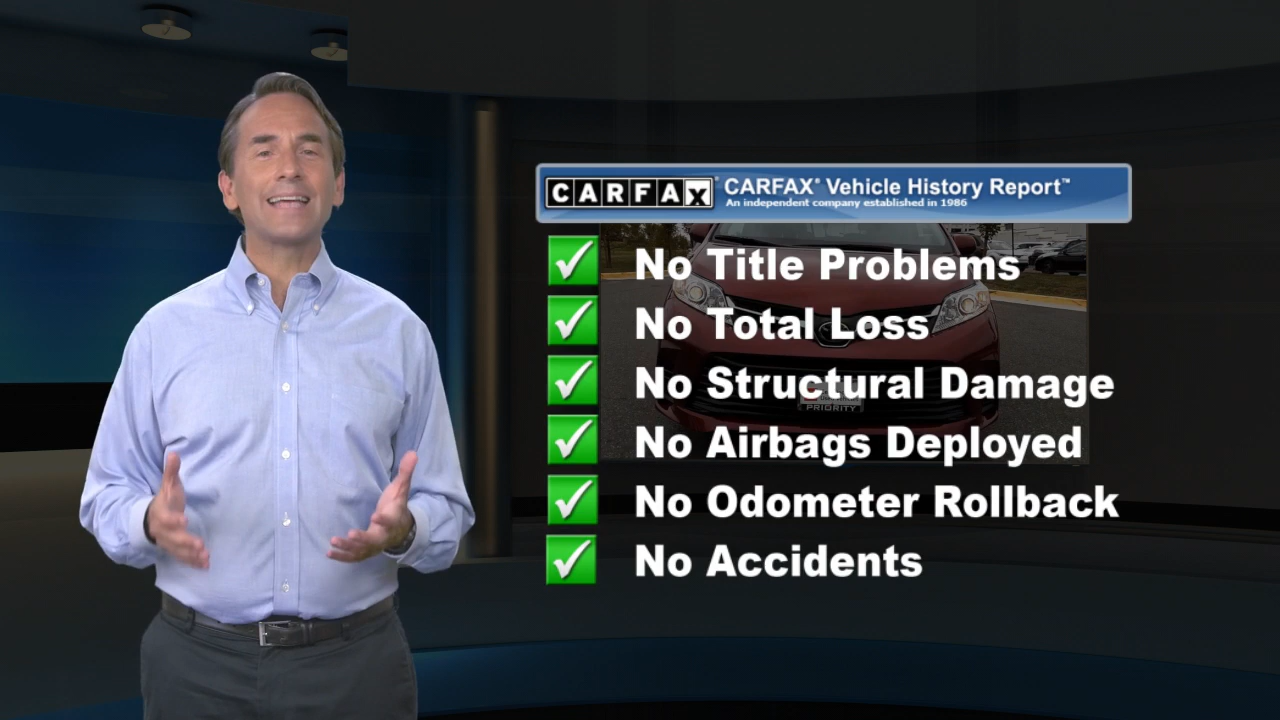 CARFAX® CARFAX® Vehicle History Report™
An independent company established in 1986
No Title Problems
No Total Loss
No Structural Damage
PRIORITY
No Airbags Deployed
No Odometer Rollback
No Accidents